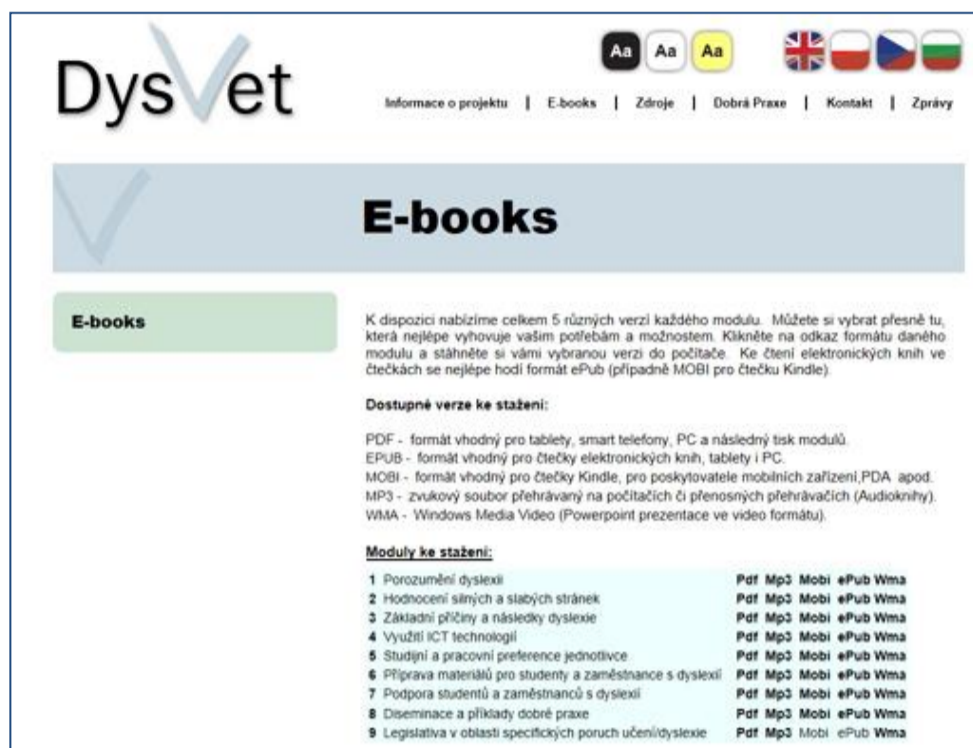 DysVet
Aa Aa Aa
Informace o projektu | E-books | Zdroje | Dobrá Praxe | Kontakt | Zprávy
E-books
E-books
K dispozici nabízíme celkem 5 různých verzí každého modulu. Můžete si vybrat přesně tu,
která nejlépe vyhovuje vašim potřebám a možnostem. Klikněte na odkaz formátu daného
modulu a stáhněte si vámi vybranou verzi do počítače. Ke čtení elektronických knih ve
čtečkách se nejlépe hodí formát ePub (případně MOBI pro čtečku Kindle).
Dostupné verze ke stažení:
PDF - formát vhodný pro tablety, smart telefony, PC a následný tisk modulů.
EPUB - formát vhodný pro čtečky elektronických knih, tablety i PC.
MOBI - formát vhodný pro čtečky Kindle, pro poskytovatele mobilních zařízení,PDA apod.
MP3 - zvukový soubor přehrávaný na počítačích či přenosných přehrávačích (Audioknihy).
WMA - Windows Media Video (Powerpoint prezentace ve video formátu).
Moduly ke stažení:
1 Porozumění dyslexii Pdf Mp3 Mobi ePub Wma
2 Hodnocení silných a slabých stránek Pdf Mp3 Mobi ePub Wma
3 Základní příčiny a následky dyslexie Pdf Mp3 Mobi ePub Wma
4 Využití ICT technologií Pdf Mp3 Mobi ePub Wma
5 Studijní a pracovní preference jednotlivce Pdf Mp3 Mobi ePub Wma
6 Příprava materiálů pro studenty a zaměstnance s dyslexií Pdf Mp3 Mobi ePub Wma
7 Podpora studentů a zaměstnanců s dyslexií Pdf Mp3 Mobi ePub Wma
8 Diseminace a příklady dobré praxe Pdf Mp3 Mobi ePub Wma
9 Legislativa v oblasti specifických poruch učení/dyslexie Pdf Mp3 Mobi ePub Wma